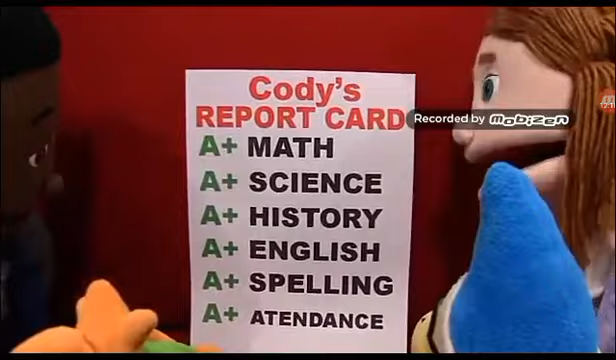 Cody's
REPORT CARD
A+ MATH
A+ SCIENCE
A+ HISTORY
A+ ENGLISH
A+ SPELLING
A+ ATENDANCE
Recorded by Mobizen